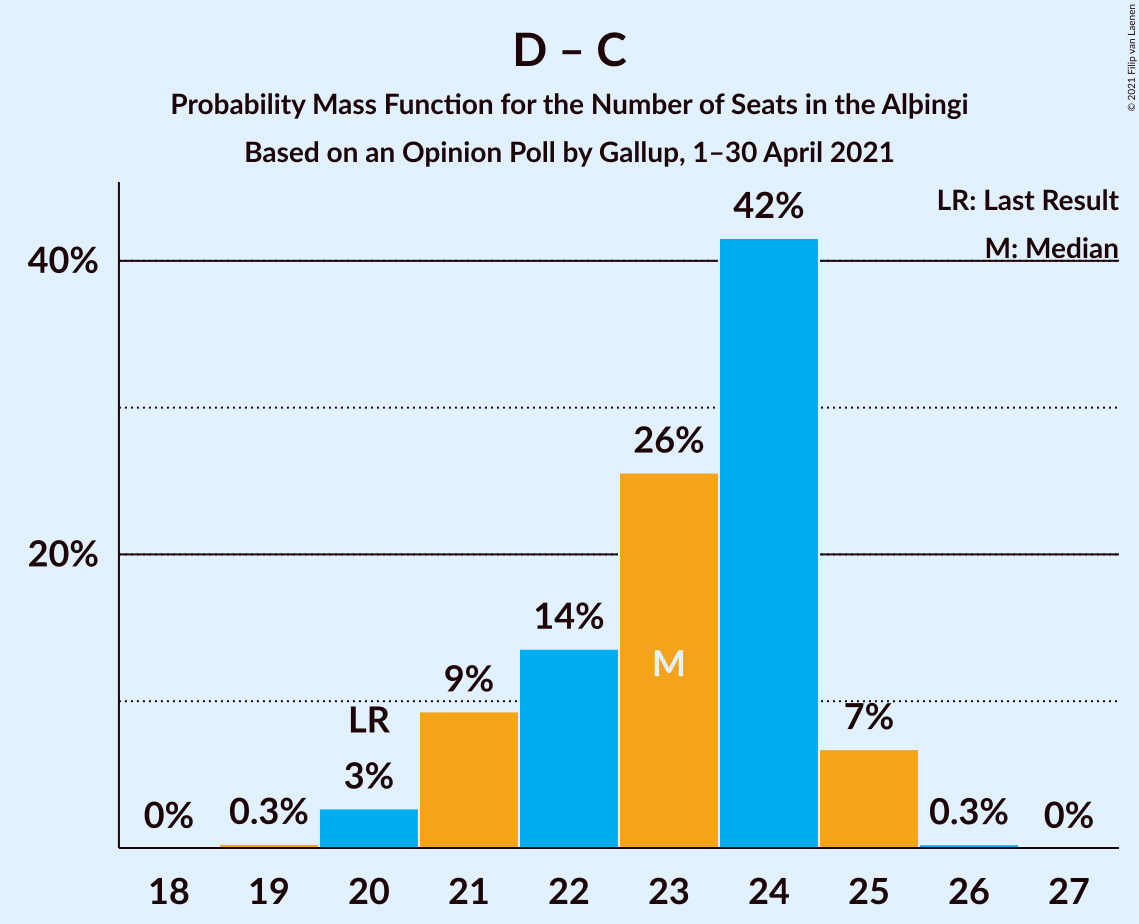 D – C
Probability Mass Function for the Number of Seats in the Alþingi
Based on an Opinion Poll by Gallup, 1–30 April 2021
© 2021 Filip van Laenen
LR: Last Result
M: Median
40%
20%
0%
0.3%
LR
3%
9%
14%
26%
M
42%
7%
0.3%
0%
18 19 20 21 22 23 24 25 26 27